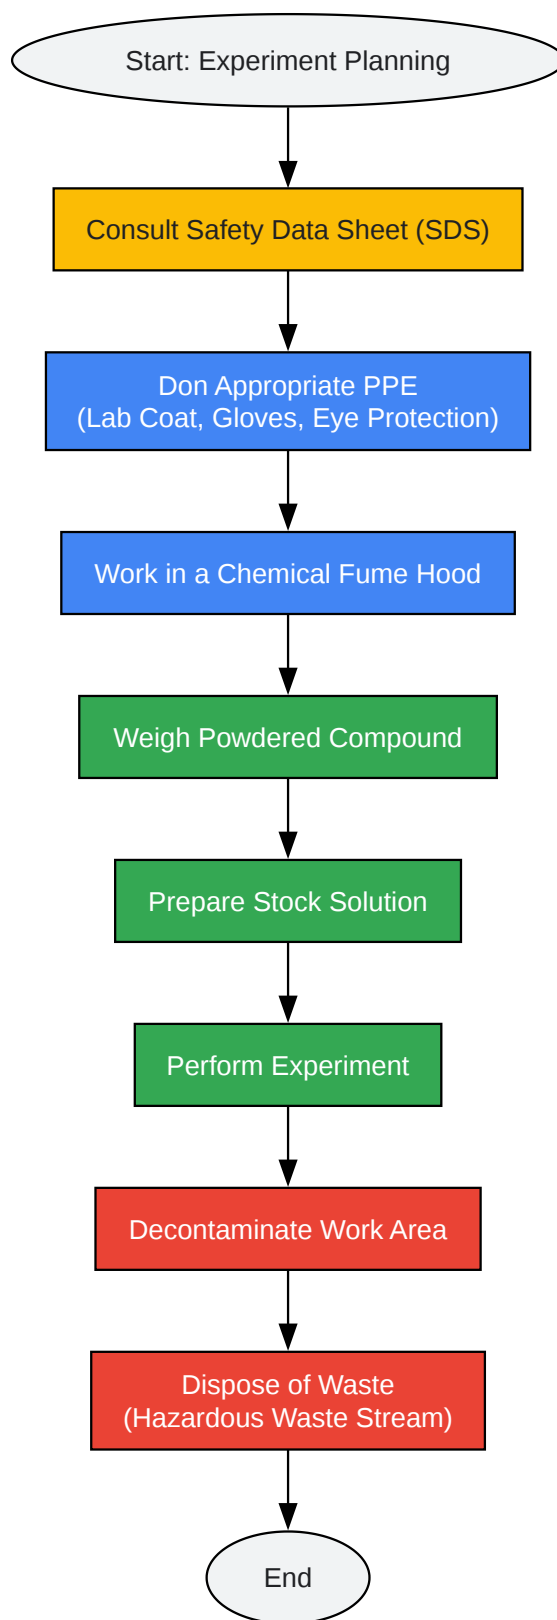 Start: Experiment Planning
Consult Safety Data Sheet (SDS)
Don Appropriate PPE
(Lab Coat, Gloves, Eye Protection)
Work in a Chemical Fume Hood
Weigh Powdered Compound
Prepare Stock Solution
Perform Experiment
Decontaminate Work Area
Dispose of Waste
(Hazardous Waste Stream)
End